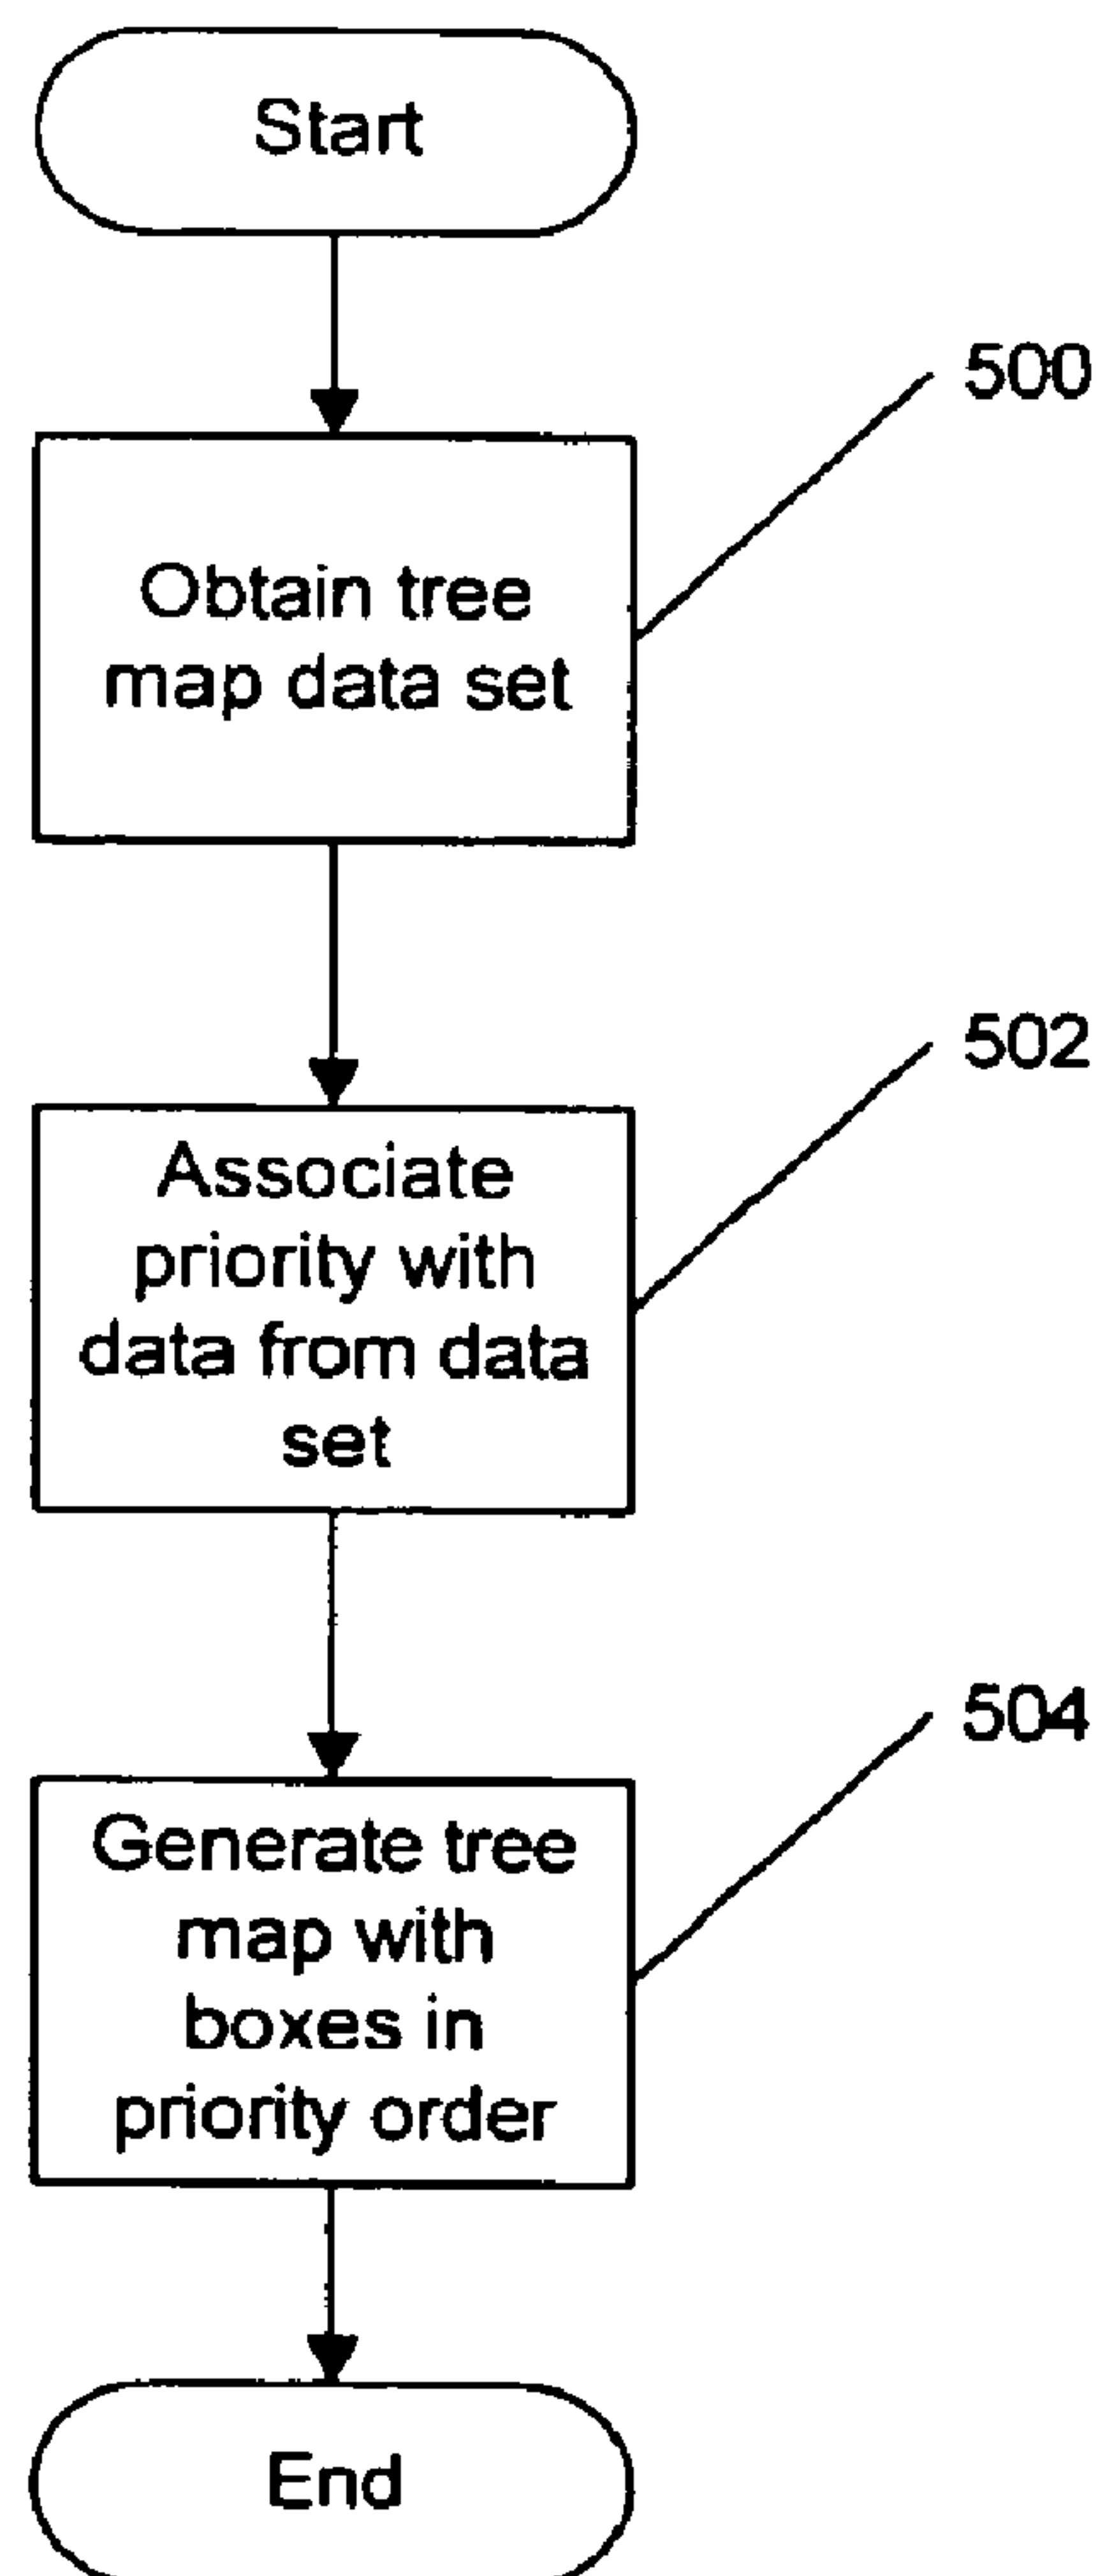 Start
500
Obtain tree
map data set
502
Associate
priority with
data from data
set
504
Generate tree
map with
boxes in
priority order
End